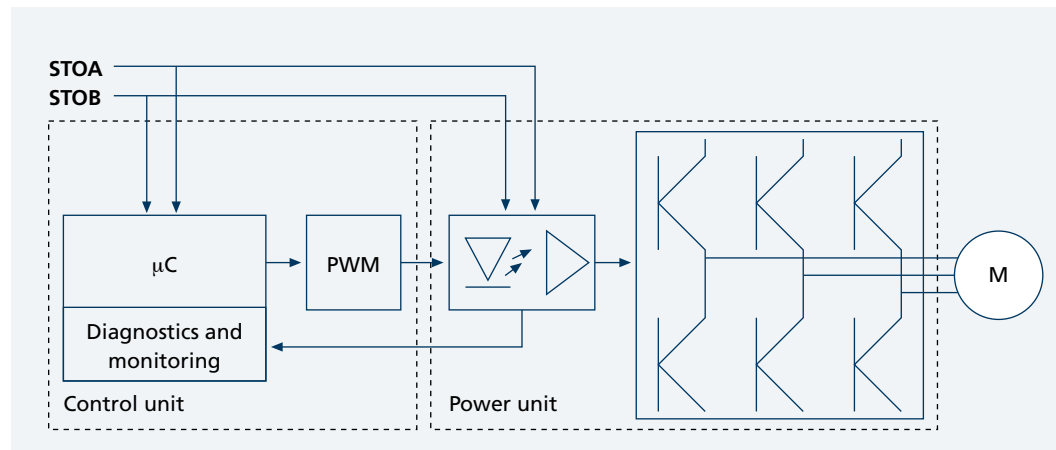 STOA
STOB
μC
PWM
M
Diagnostics and
monitoring
Control unit
Power unit